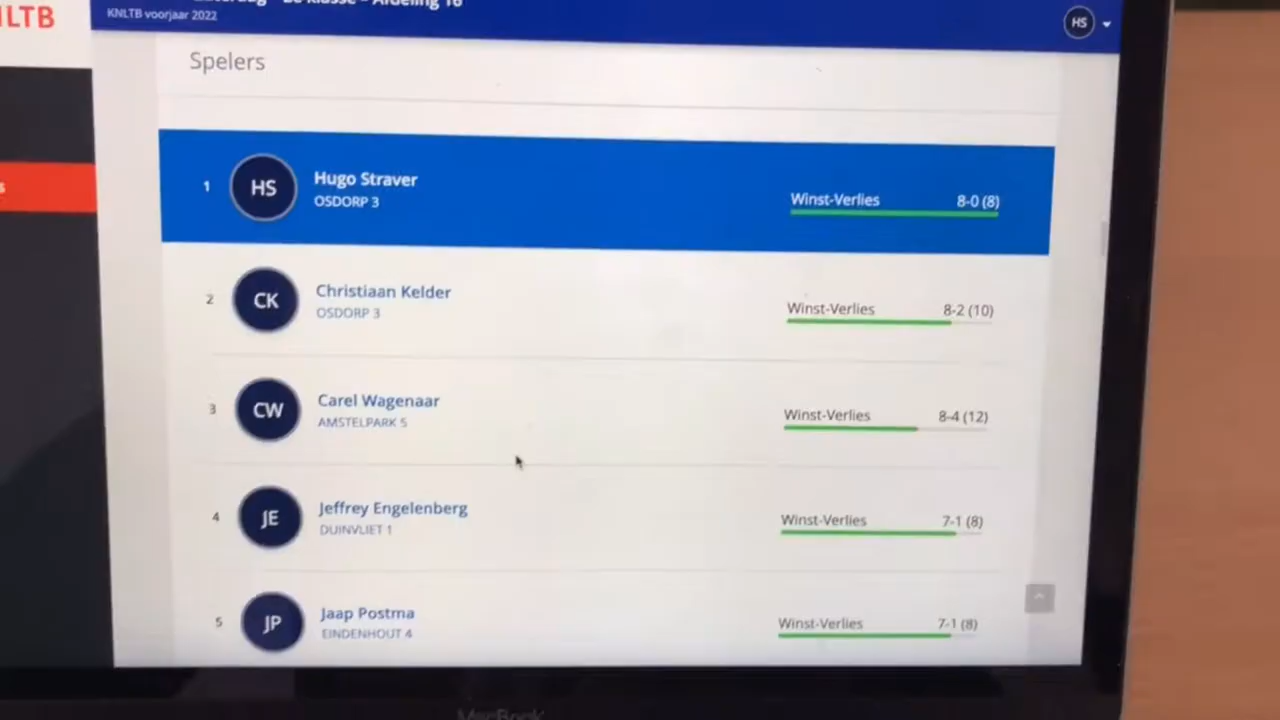 LTB
KNLTB voorjaar 2022
HS
Spelers
1
HS
Hugo Straver
OSDORP 3
Winst-Verlies
8-0 (8)
2
CK
Christiaan Kelder
OSDORP 3
Winst-Verlies
8-2 (10)
3
CW
Carel Wagenaar
AMSTELPARK 5
Winst-Verlies
8-4 (12)
4
JE
Jeffrey Engelenberg
DUINVLIET 1
Winst-Verlies
7-1 (8)
5
JP
Jaap Postma
EINDENHOUT 4
Winst-Verlies
7-1 (8)
MacBook